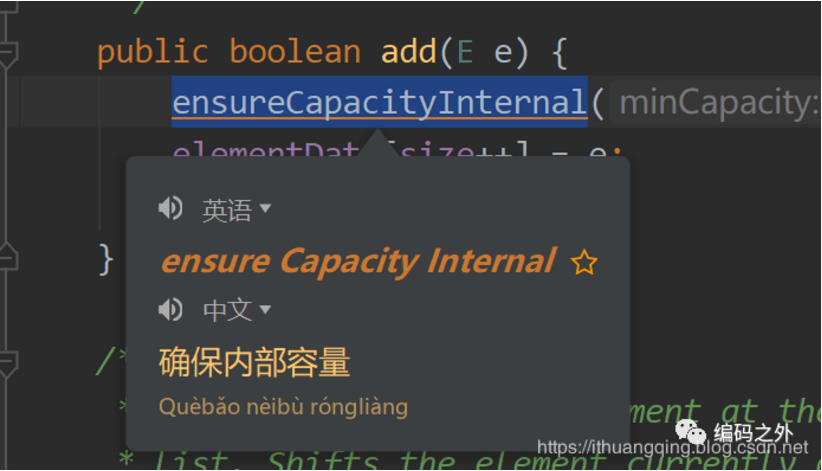 */
public boolean add(E e) {
ensureCapacityInternal( minCapacity:
elementData[size++] = e;
英语
ensure Capacity Internal
中文
}
确保内部容量
/*
Quèbǎo nèibù róngliàng
* ment at the
编码之外
https://ithuangqing.blog.csdn.net
* list. Shifts the element currently